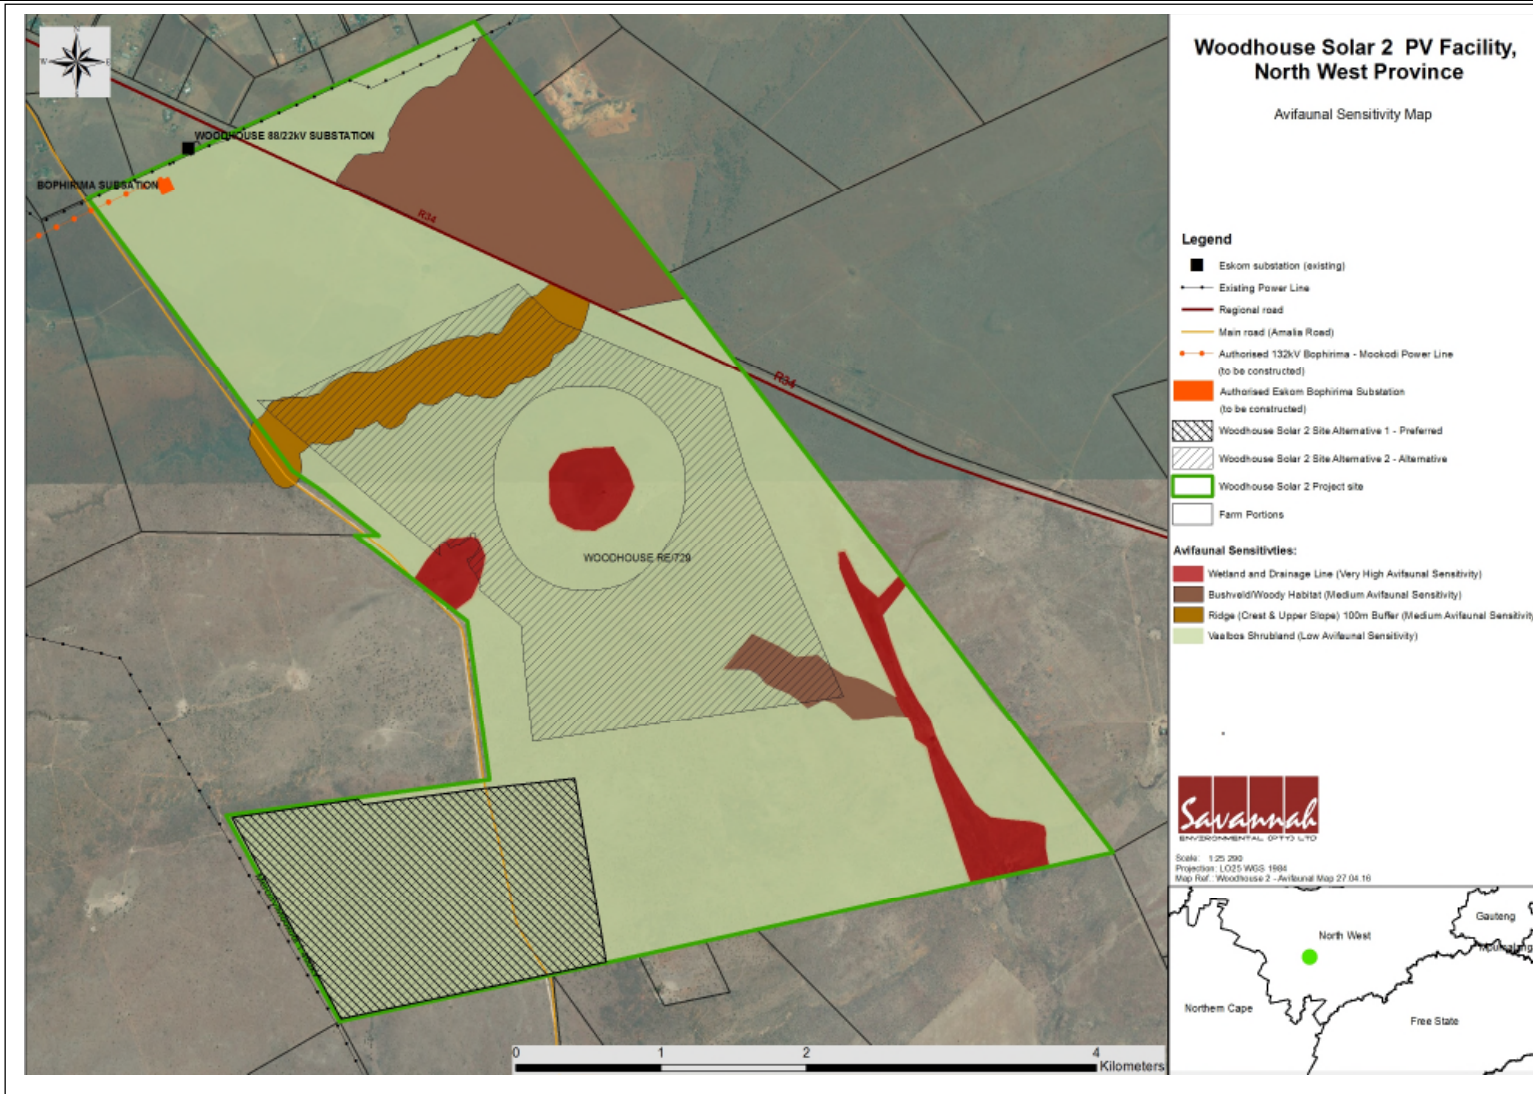 Woodhouse Solar 2 PV Facility,
North West Province
Avifaunal Sensitivity Map
N
W
E
S
WOODHOUSE 88/22kV SUBSTATION
BOPHIRIMA SUBSATION
R34
R34
WOODHOUSE RE/729
Legend
Eskom substation (existing)
Existing Power Line
Regional road
Main road (Amalia Road)
Authorised 132kV Bophirima - Mookodi Power Line
(to be constructed)
Authorised Eskom Bophirima Substation
(to be constructed)
Woodhouse Solar 2 Site Alternative 1 - Preferred
Woodhouse Solar 2 Site Alternative 2 - Alternative
Woodhouse Solar 2 Project site
Farm Portions
Avifaunal Sensitivties:
Wetland and Drainage Line (Very High Avifaunal Sensitivity)
Bushveld/Woody Habitat (Medium Avifaunal Sensitivity)
Ridge (Crest & Upper Slope) 100m Buffer (Medium Avifaunal Sensitivity
Vaalbos Shrubland (Low Avifaunal Sensitivity)
Savannah
ENVIRONMENTAL (PTY) LTD
Scale: 1:25 290
Projection: LO25 WGS 1984
Map Ref.: Woodhouse 2 - Avifaunal Map 27.04.16
Gauteng
North West
Mpumalang
Northern Cape
Free State
0 1 2 4
Kilometers